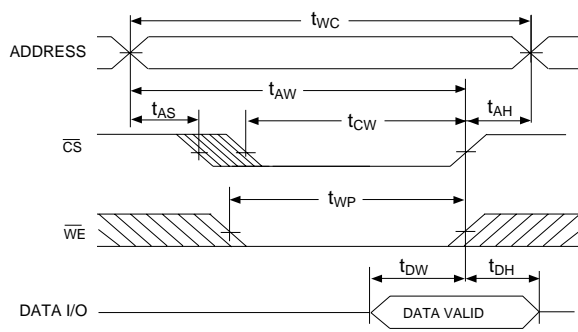 tWC
ADDRESS
tAW
tAS
tCW
tAH
CS
tWP
WE
tDW
tDH
DATA I/O
DATA VALID